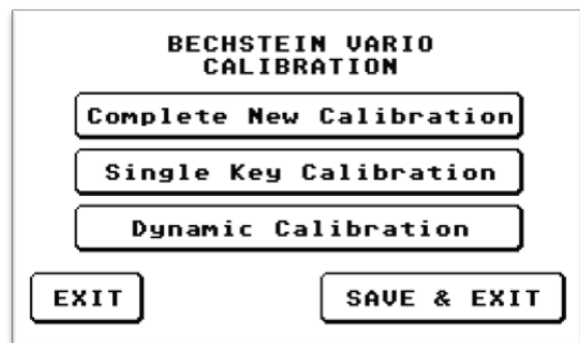 BECHSTEIN VARIO
CALIBRATION
Complete New Calibration
Single Key Calibration
Dynamic Calibration
EXIT
SAVE & EXIT